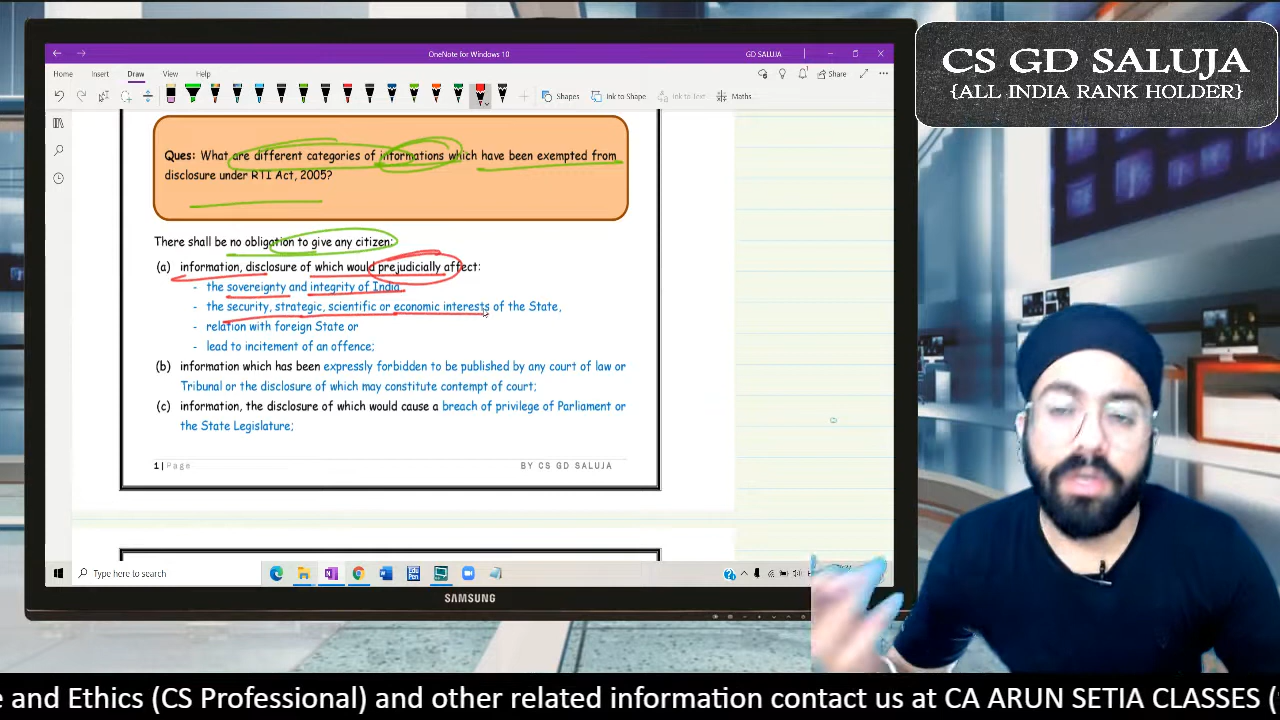 OneNote for Windows 10
GD SALUJA
Home Insert Draw View Help
Share
Shapes Ink to Shape Ink to Text Maths
Ques: What are different categories of informations which have been exempted from
disclosure under RTI Act, 2005?
There shall be no obligation to give any citizen:
(a) information, disclosure of which would prejudicially affect:
- the sovereignty and integrity of India,
- the security, strategic, scientific or economic interests of the State,
- relation with foreign State or
- lead to incitement of an offence;
(b) information which has been expressly forbidden to be published by any court of law or
Tribunal or the disclosure of which may constitute contempt of court;
(c) information, the disclosure of which would cause a breach of privilege of Parliament or
the State Legislature;
1 | Page
BY CS GD SALUJA
Type here to search
SAMSUNG
CS GD SALUJA
{ALL INDIA RANK HOLDER}
e and Ethics (CS Professional) and other related information contact us at CA ARUN SETIA CLASSES (